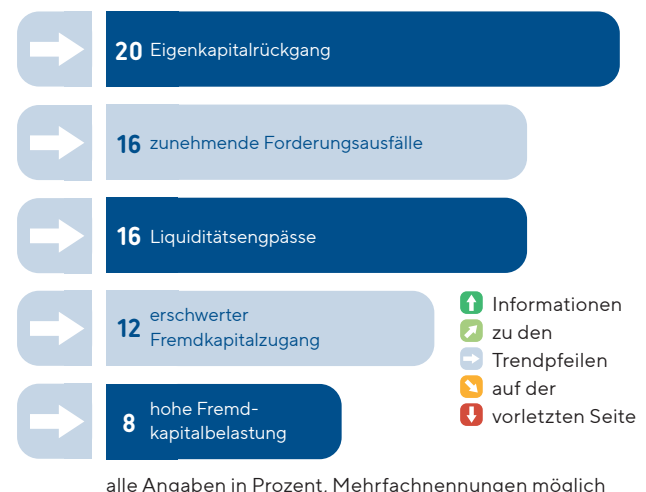 20 Eigenkapitalrückgang
16 zunehmende Forderungsausfälle
16 Liquiditätsengpässe
12 erschwerter
Fremdkapitalzugang
8 hohe Fremd-
kapitalbelastung
Informationen
zu den
Trendpfeilen
auf der
vorletzten Seite
alle Angaben in Prozent, Mehrfachnennungen möglich